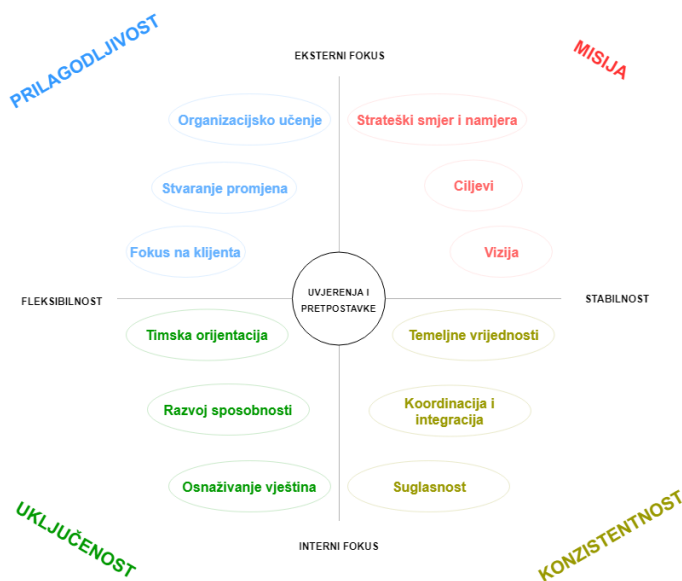 PRILAGODLJIVOST
EKSTERNI FOKUS
MISIJA
Organizacijsko učenje
Strateški smjer i namjera
Stvaranje promjena
Ciljevi
Fokus na klijenta
Vizija
FLEKSIBILNOST
UVJERENJA I
PRETPOSTAVKE
STABILNOST
Timska orijentacija
Temeljne vrijednosti
Razvoj sposobnosti
Koordinacija i
integracija
Osnaživanje vještina
Suglasnost
UKLJUČENOST
INTERNI FOKUS
KONZISTENTNOST